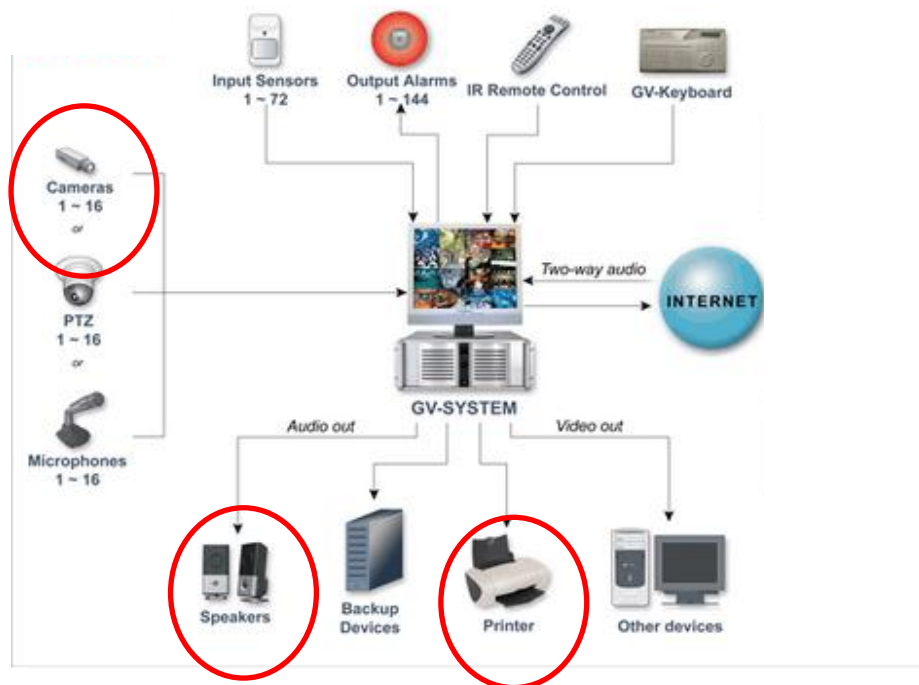 Input Sensors
1 ~ 72
Output Alarms
1 ~ 144
IR Remote Control
GV-Keyboard
Cameras
1 ~ 16
or
PTZ
1 ~ 16
or
Microphones
1 ~ 16
Two-way audio
INTERNET
GV-SYSTEM
Audio out
Video out
Speakers
Backup
Devices
Printer
Other devices